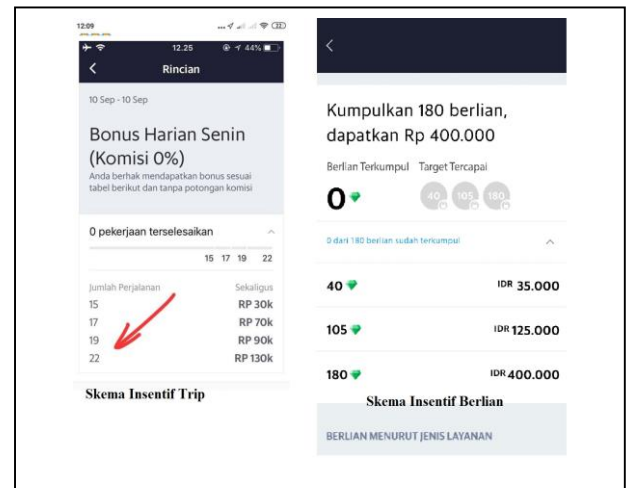 12:09
12.25
44%
Rincian
10 Sep - 10 Sep
Bonus Harian Senin
(Komisi 0%)
Anda berhak mendapatkan bonus sesuai
tabel berikut dan tanpa potongan komisi
0 pekerjaan terselesaikan
15 17 19 22
Jumlah Perjalanan Sekaligus
15 RP 30k
17 RP 70k
19 RP 90k
22 RP 130k
Skema Insentif Trip
Kumpulkan 180 berlian,
dapatkan Rp 400.000
Berlian Terkumpul Target Tercapai
0 40 105 180
0 dari 180 berlian sudah terkumpul
40 IDR 35.000
105 IDR 125.000
180 IDR 400.000
Skema Insentif Berlian
BERLIAN MENURUT JENIS LAYANAN